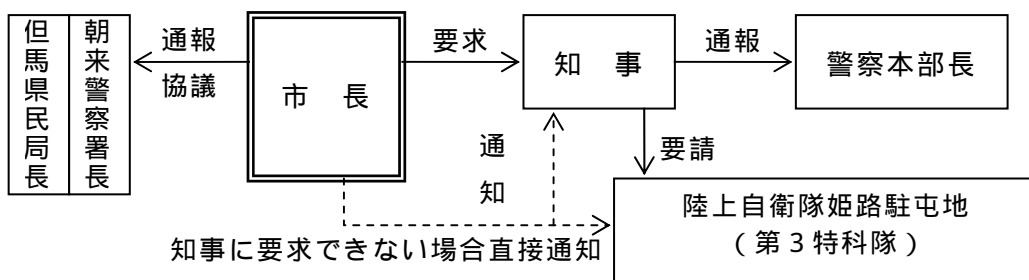 但馬県民局長
朝来警察署長
通報
協議
市　長
要求
知　事
通報
警察本部長
通知
要請
陸上自衛隊姫路駐屯地
（第３特科隊）
知事に要求できない場合直接通知